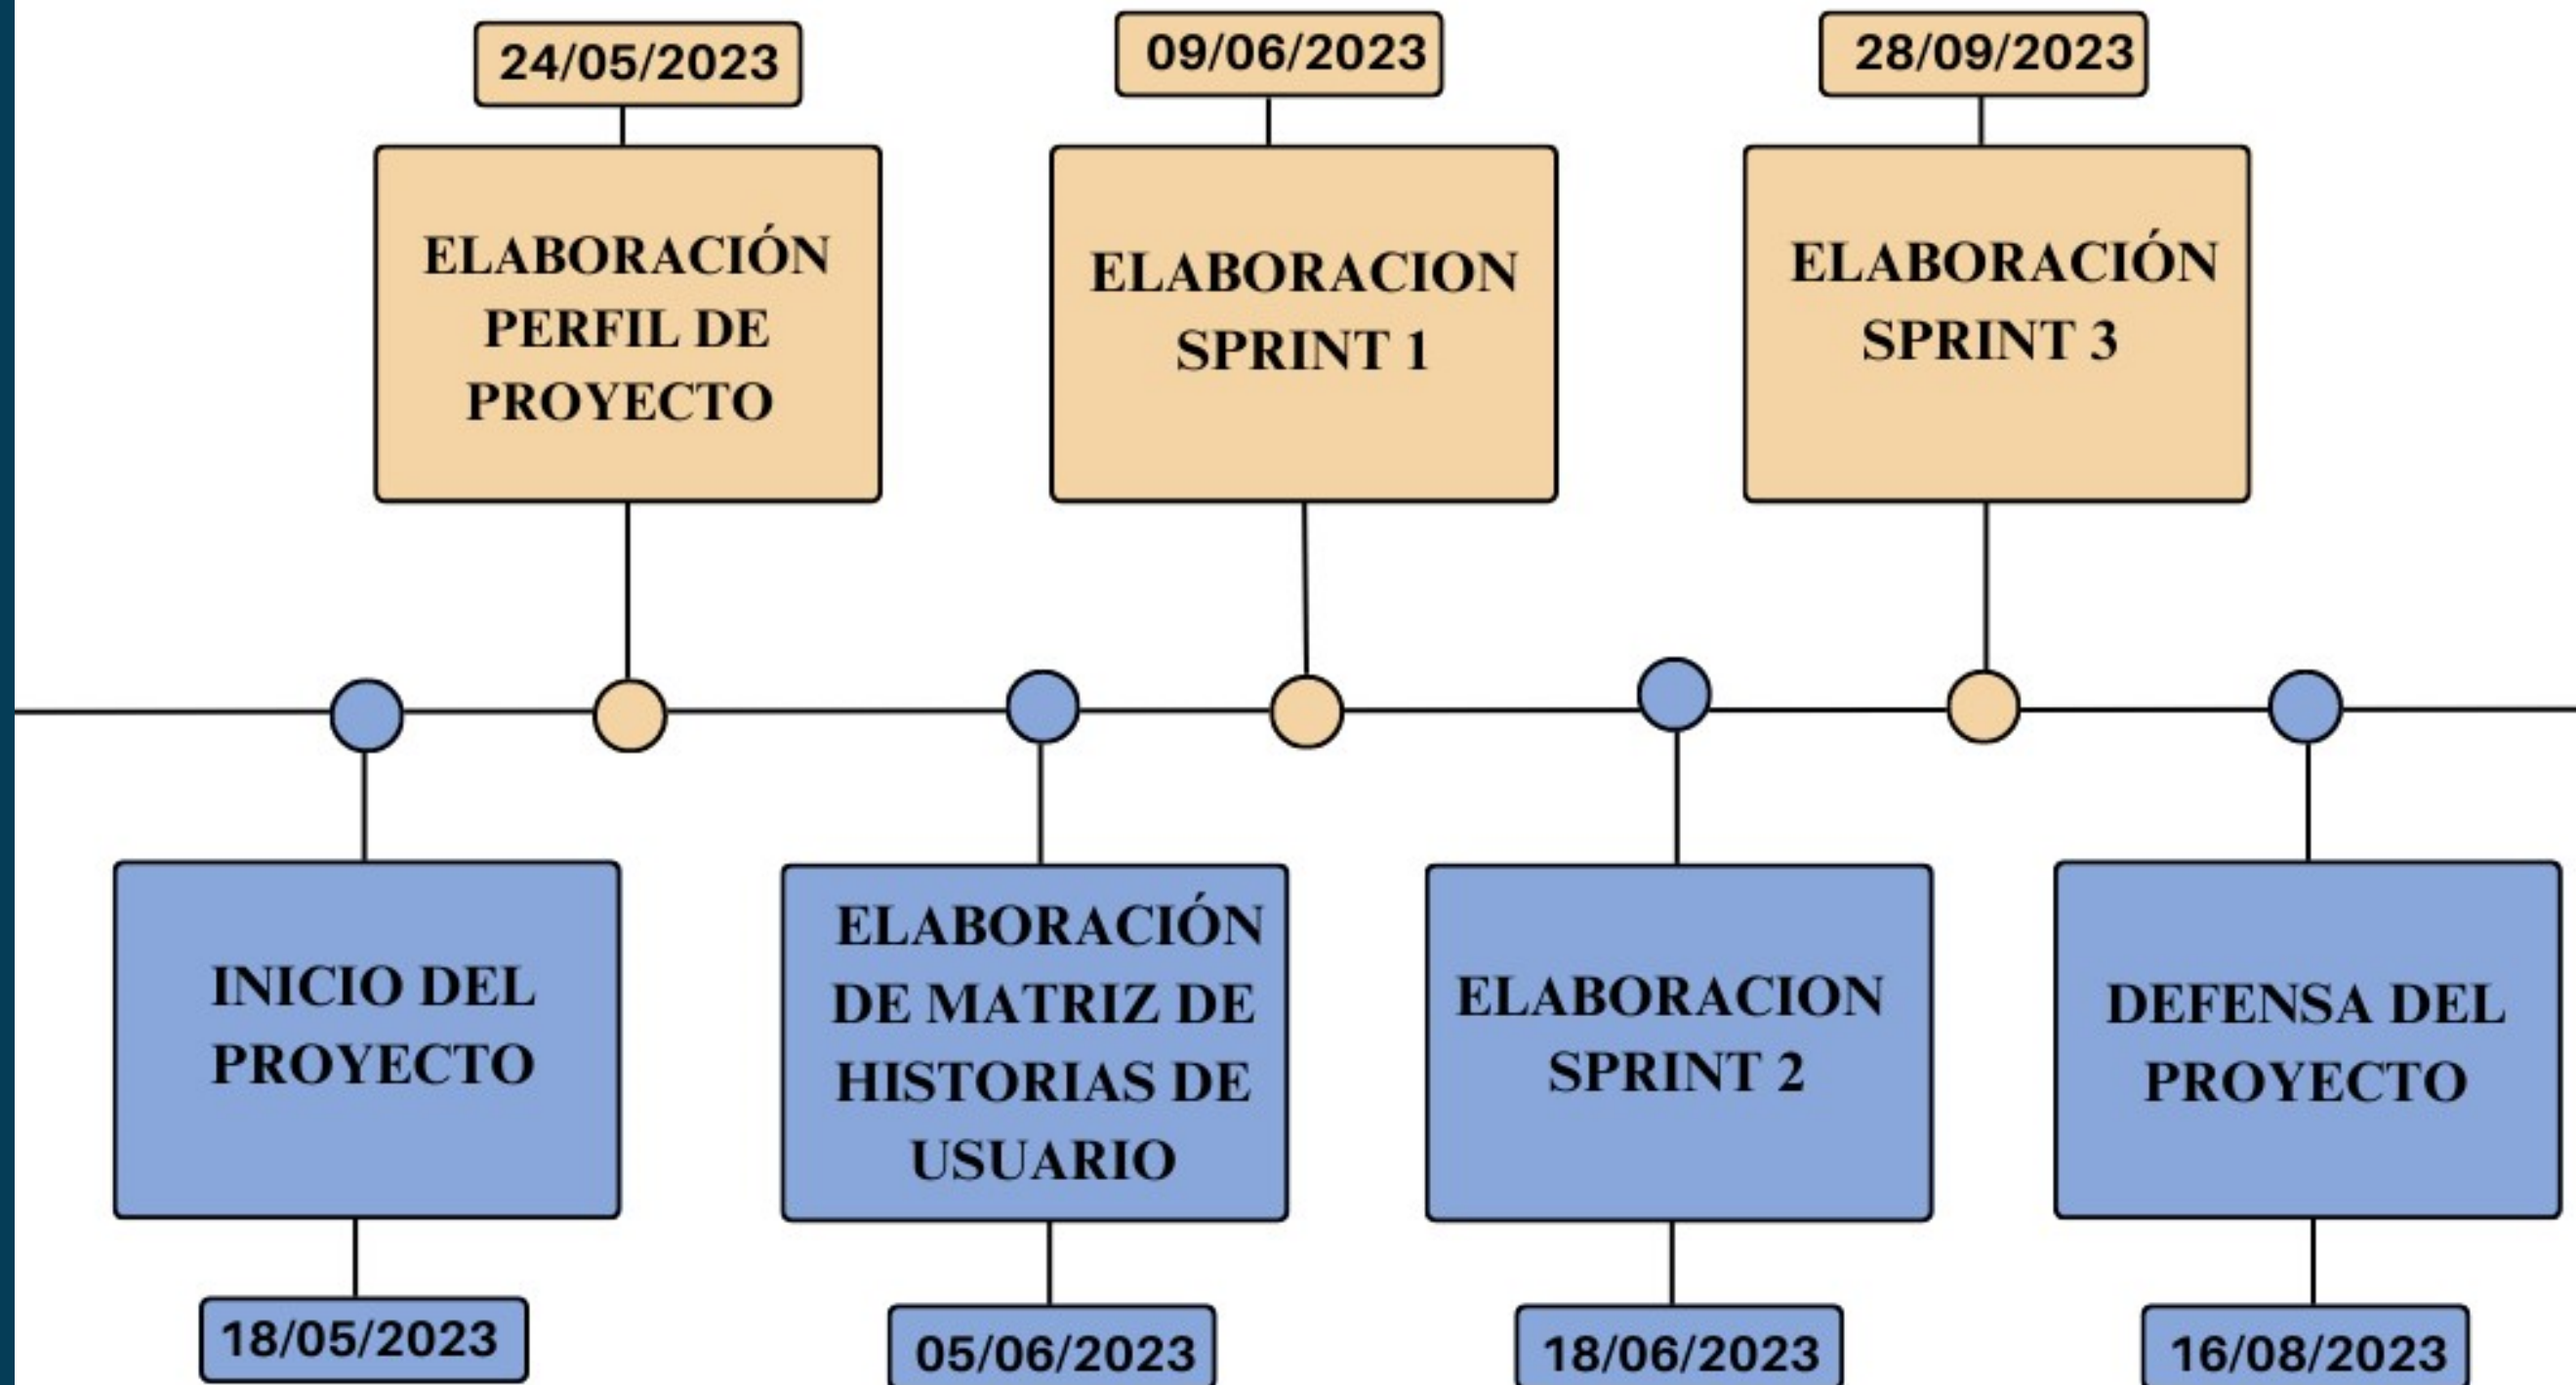 24/05/2023
ELABORACIÓN
PERFIL DE
PROYECTO
09/06/2023
ELABORACION
SPRINT 1
28/09/2023
ELABORACIÓN
SPRINT 3
INICIO DEL
PROYECTO
18/05/2023
ELABORACIÓN
DE MATRIZ DE
HISTORIAS DE
USUARIO
05/06/2023
ELABORACION
SPRINT 2
18/06/2023
DEFENSA DEL
PROYECTO
16/08/2023